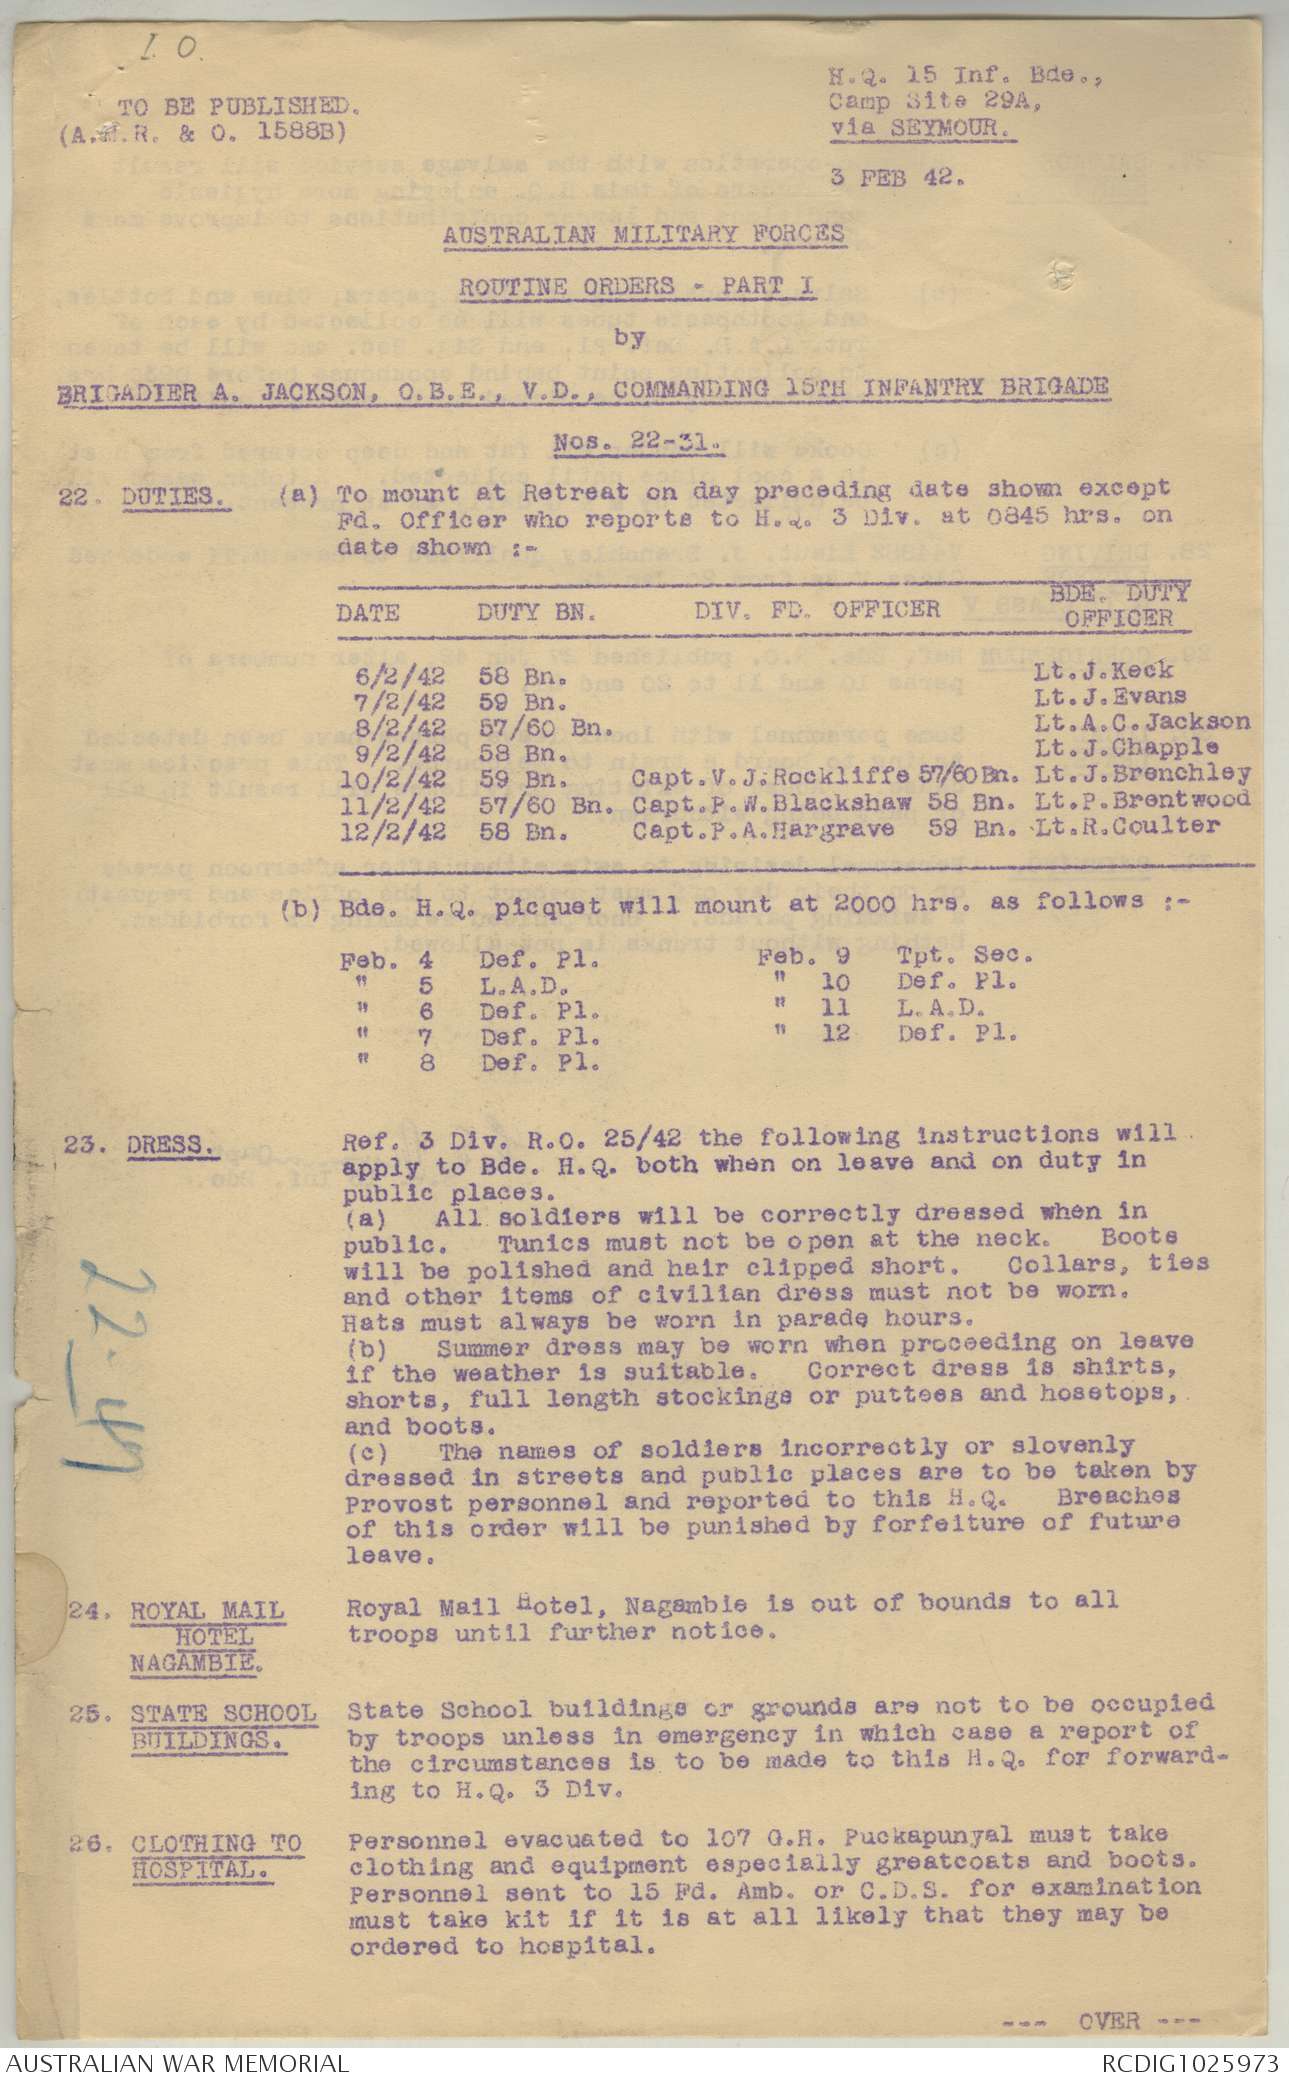 I. O.
TO BE PUBLISHED.
(A.M.R. & O. 1588B)
H.Q. 15 Inf. Bde.,
Camp Site 29A,
via SEYMOUR.
3 FEB 42.
AUSTRALIAN MILITARY FORCES
ROUTINE ORDERS - PART I
by
BRIGADIER A. JACKSON, O.B.E., V.D., COMMANDING 15TH INFANTRY BRIGADE
Nos. 22-31.
22. DUTIES. (a) To mount at Retreat on day preceding date shown except
Fd. Officer who reports to H.Q. 3 Div. at 0845 hrs. on
date shown :-
DATE DUTY BN. DIV. FD. OFFICER BDE. DUTY
OFFICER
6/2/42 58 Bn. Lt.J.Keck
7/2/42 59 Bn. Lt.J.Evans
8/2/42 57/60 Bn. Lt.A.C.Jackson
9/2/42 58 Bn. Lt.J.Chapple
10/2/42 59 Bn. Capt.V.J.Rockliffe 57/60 Bn. Lt.J.Brenchley
11/2/42 57/60 Bn. Capt.P.W.Blackshaw 58 Bn. Lt.P.Brentwood
12/2/42 58 Bn. Capt.P.A.Hargrave 59 Bn. Lt.R.Coulter
(b) Bde. H.Q. picquet will mount at 2000 hrs. as follows :-
Feb. 4 Def. Pl. Feb. 9 Tpt. Sec.
" 5 L.A.D. " 10 Def. Pl.
" 6 Def. Pl. " 11 L.A.D.
" 7 Def. Pl. " 12 Def. Pl.
" 8 Def. Pl.
23. DRESS. Ref. 3 Div. R.O. 25/42 the following instructions will
apply to Bde. H.Q. both when on leave and on duty in
public places.
(a) All soldiers will be correctly dressed when in
public. Tunics must not be open at the neck. Boots
will be polished and hair clipped short. Collars, ties
and other items of civilian dress must not be worn.
Hats must always be worn in parade hours.
(b) Summer dress may be worn when proceeding on leave
if the weather is suitable. Correct dress is shirts,
shorts, full length stockings or puttees and hosetops,
and boots.
(c) The names of soldiers incorrectly or slovenly
dressed in streets and public places are to be taken by
Provost personnel and reported to this H.Q. Breaches
of this order will be punished by forfeiture of future
leave.
24. ROYAL MAIL Royal Mail Hotel, Nagambie is out of bounds to all
HOTEL troops until further notice.
NAGAMBIE.
25. STATE SCHOOL State School buildings or grounds are not to be occupied
BUILDINGS. by troops unless in emergency in which case a report of
the circumstances is to be made to this H.Q. for forward-
ing to H.Q. 3 Div.
26. CLOTHING TO Personnel evacuated to 107 G.H. Puckapunyal must take
HOSPITAL. clothing and equipment especially greatcoats and boots.
Personnel sent to 15 Fd. Amb. or C.D.S. for examination
must take kit if it is at all likely that they may be
ordered to hospital.
--- OVER ---
AUSTRALIAN WAR MEMORIAL RCDIG1025973